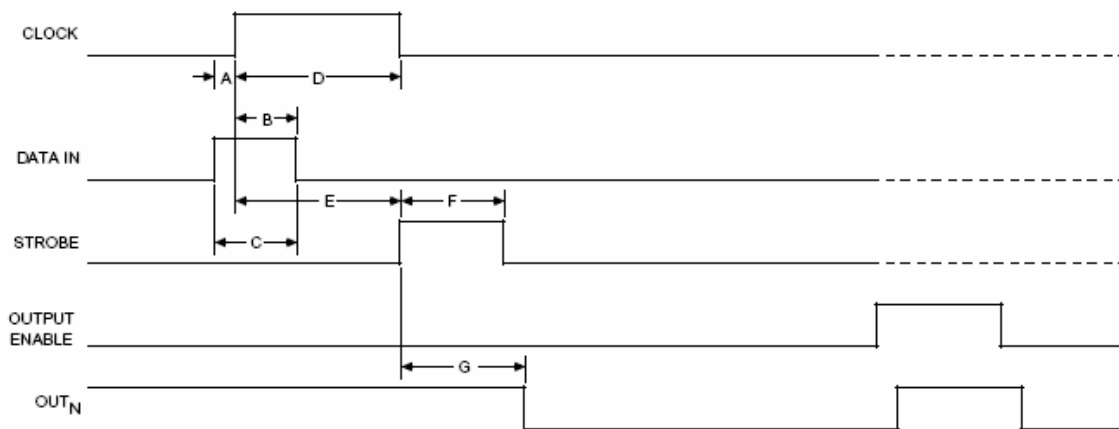 CLOCK
A D
B
DATA IN
E F
STROBE
C
OUTPUT
ENABLE
G
OUTN